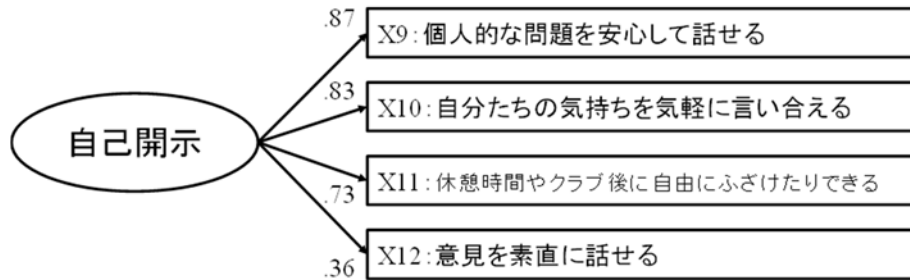 .87
X9:個人的な問題を安心して話せる
.83
X10:自分たちの気持ちを気軽に言い合える
自己開示
X11:休憩時間やクラブ後に自由にふざけたりできる
.73
X12:意見を素直に話せる
.36